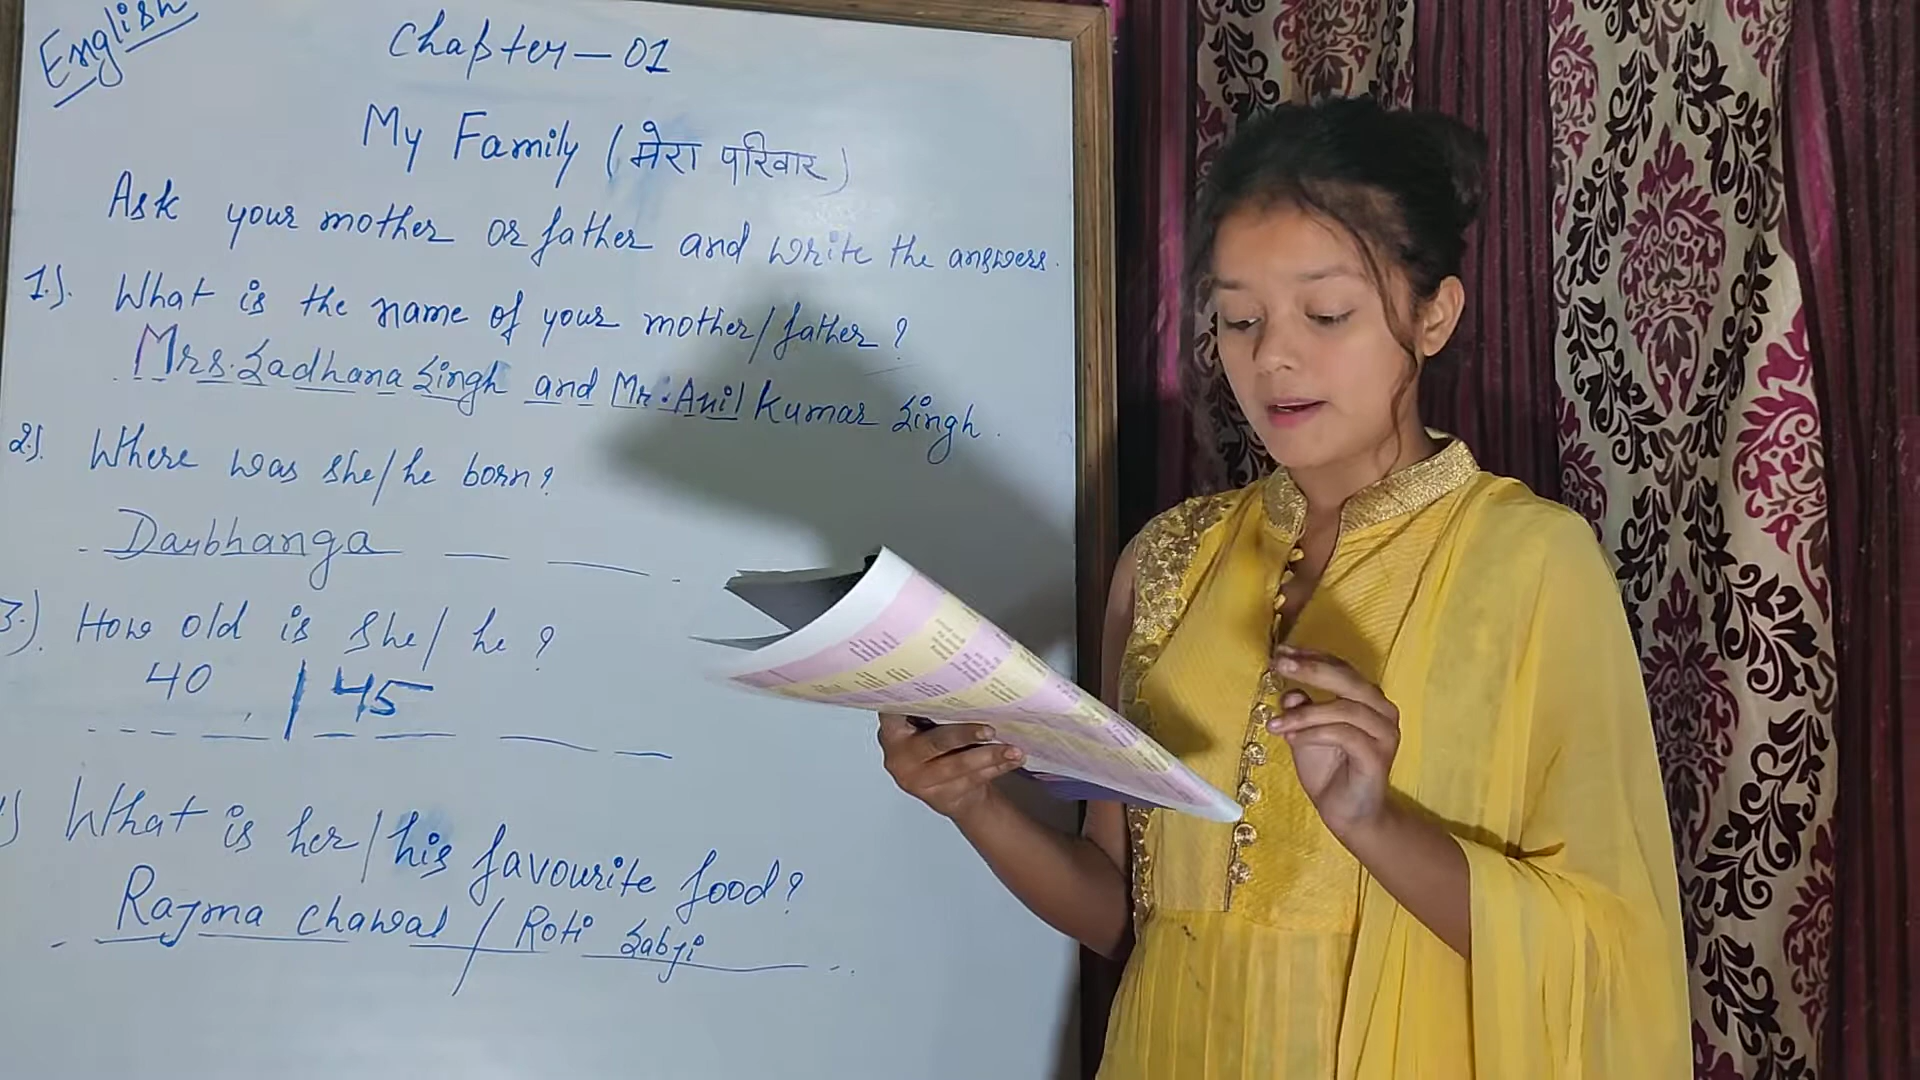 English
Chapter-01
My Family (मेरा परिवार)
Ask your mother or father and write the answers.
1.). What is the name of your mother/father?
Mrs. Sadhana Singh and Mr. Anil Kumar Singh.
2.). Where was she/he born?
Darbhanga
3.). How old is she/he?
40 / 45
What is her/his favourite food?
Rajma chawal / Roti Sabji